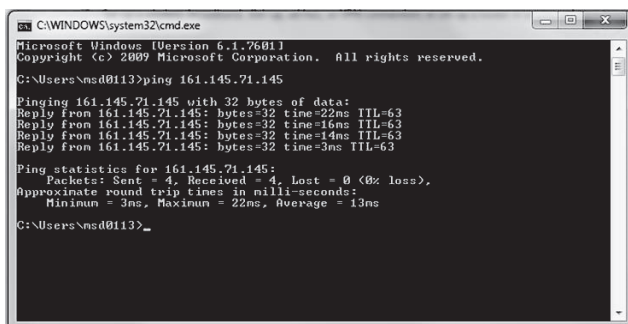 C:\WINDOWS\system32\cmd.exe
Microsoft Windows [Version 6.1.7601]
Copyright (c) 2009 Microsoft Corporation.  All rights reserved.
C:\Users\msd0113>ping 161.145.71.145
Pinging 161.145.71.145 with 32 bytes of data:
Reply from 161.145.71.145: bytes=32 time=22ms TTL=63
Reply from 161.145.71.145: bytes=32 time=16ms TTL=63
Reply from 161.145.71.145: bytes=32 time=14ms TTL=63
Reply from 161.145.71.145: bytes=32 time=3ms TTL=63
Ping statistics for 161.145.71.145:
    Packets: Sent = 4, Received = 4, Lost = 0 (0% loss),
Approximate round trip times in milli-seconds:
    Minimum = 3ms, Maximum = 22ms, Average = 13ms
C:\Users\msd0113>_